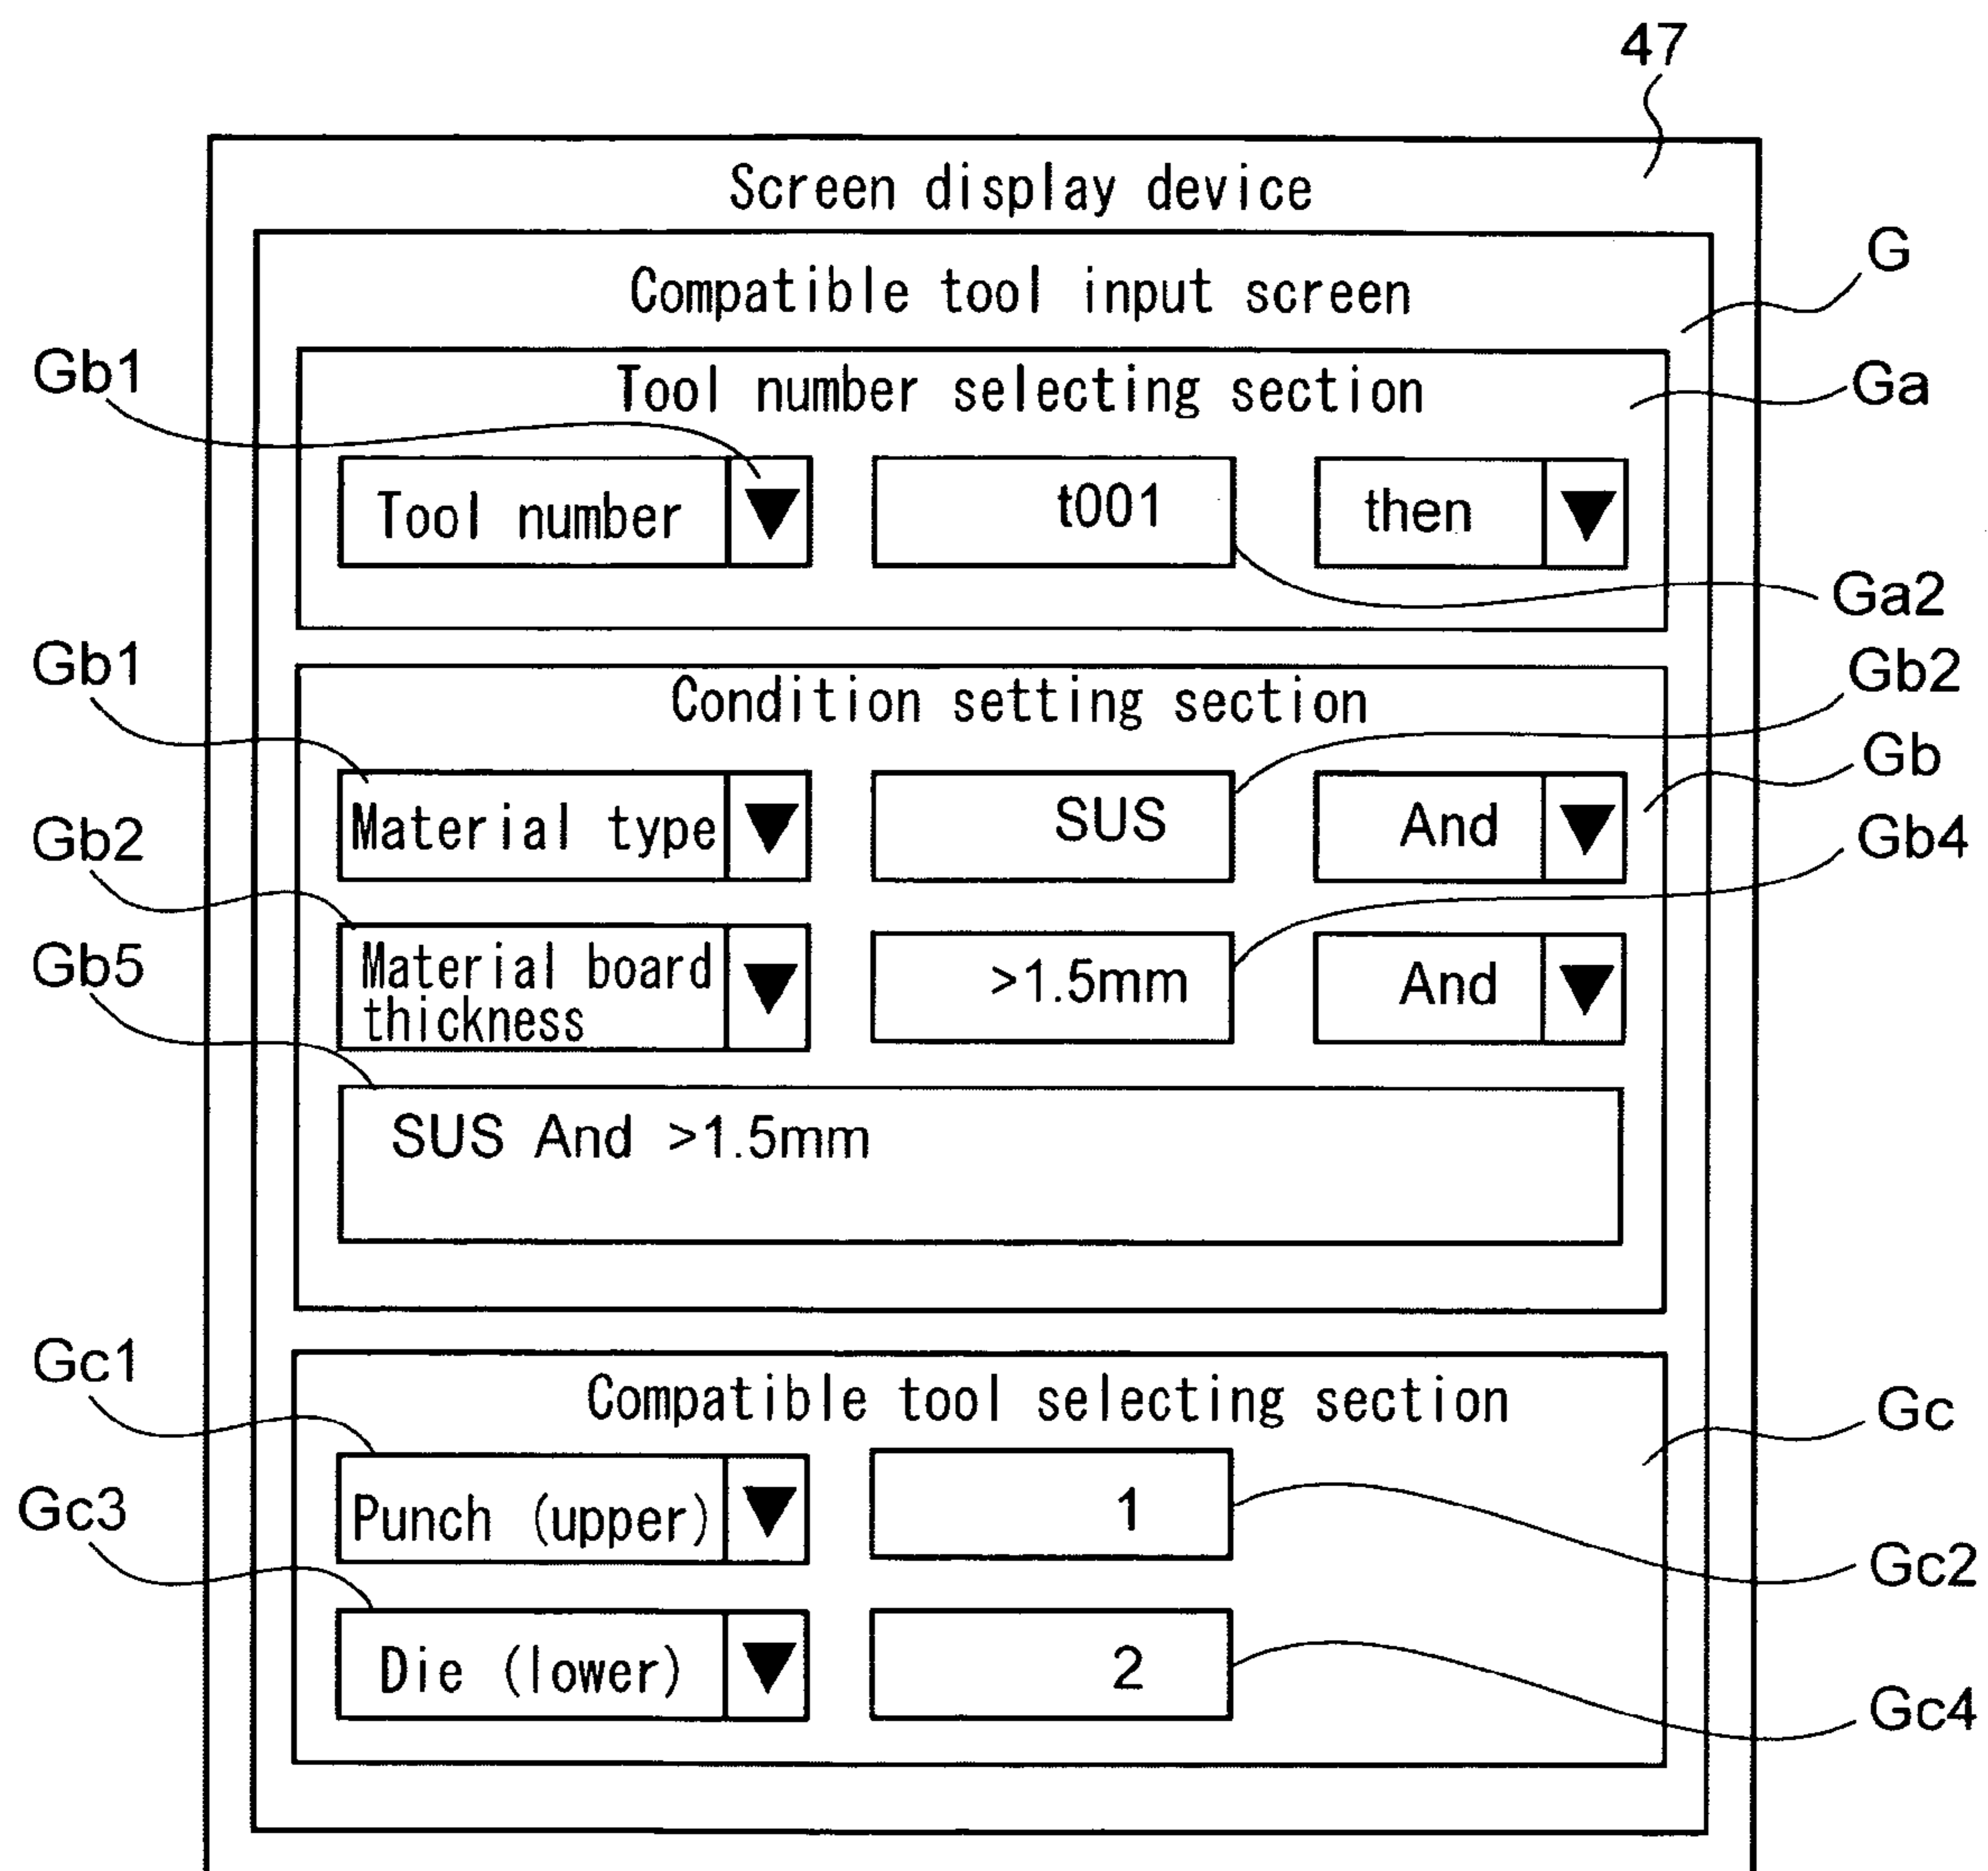 47
Screen display device
G
Compatible tool input screen
Gb1
Tool number selecting section
Ga
Tool number ▼ t001 then ▼
Ga2
Gb1
Condition setting section
Gb2
Material type ▼ SUS And ▼
Gb
Gb2
Gb4
Material board
thickness ▼ >1.5mm And ▼
Gb5
SUS And >1.5mm
Gc1
Compatible tool selecting section
Gc
Punch (upper) ▼ 1
Gc3
Gc2
Die (lower) ▼ 2
Gc4